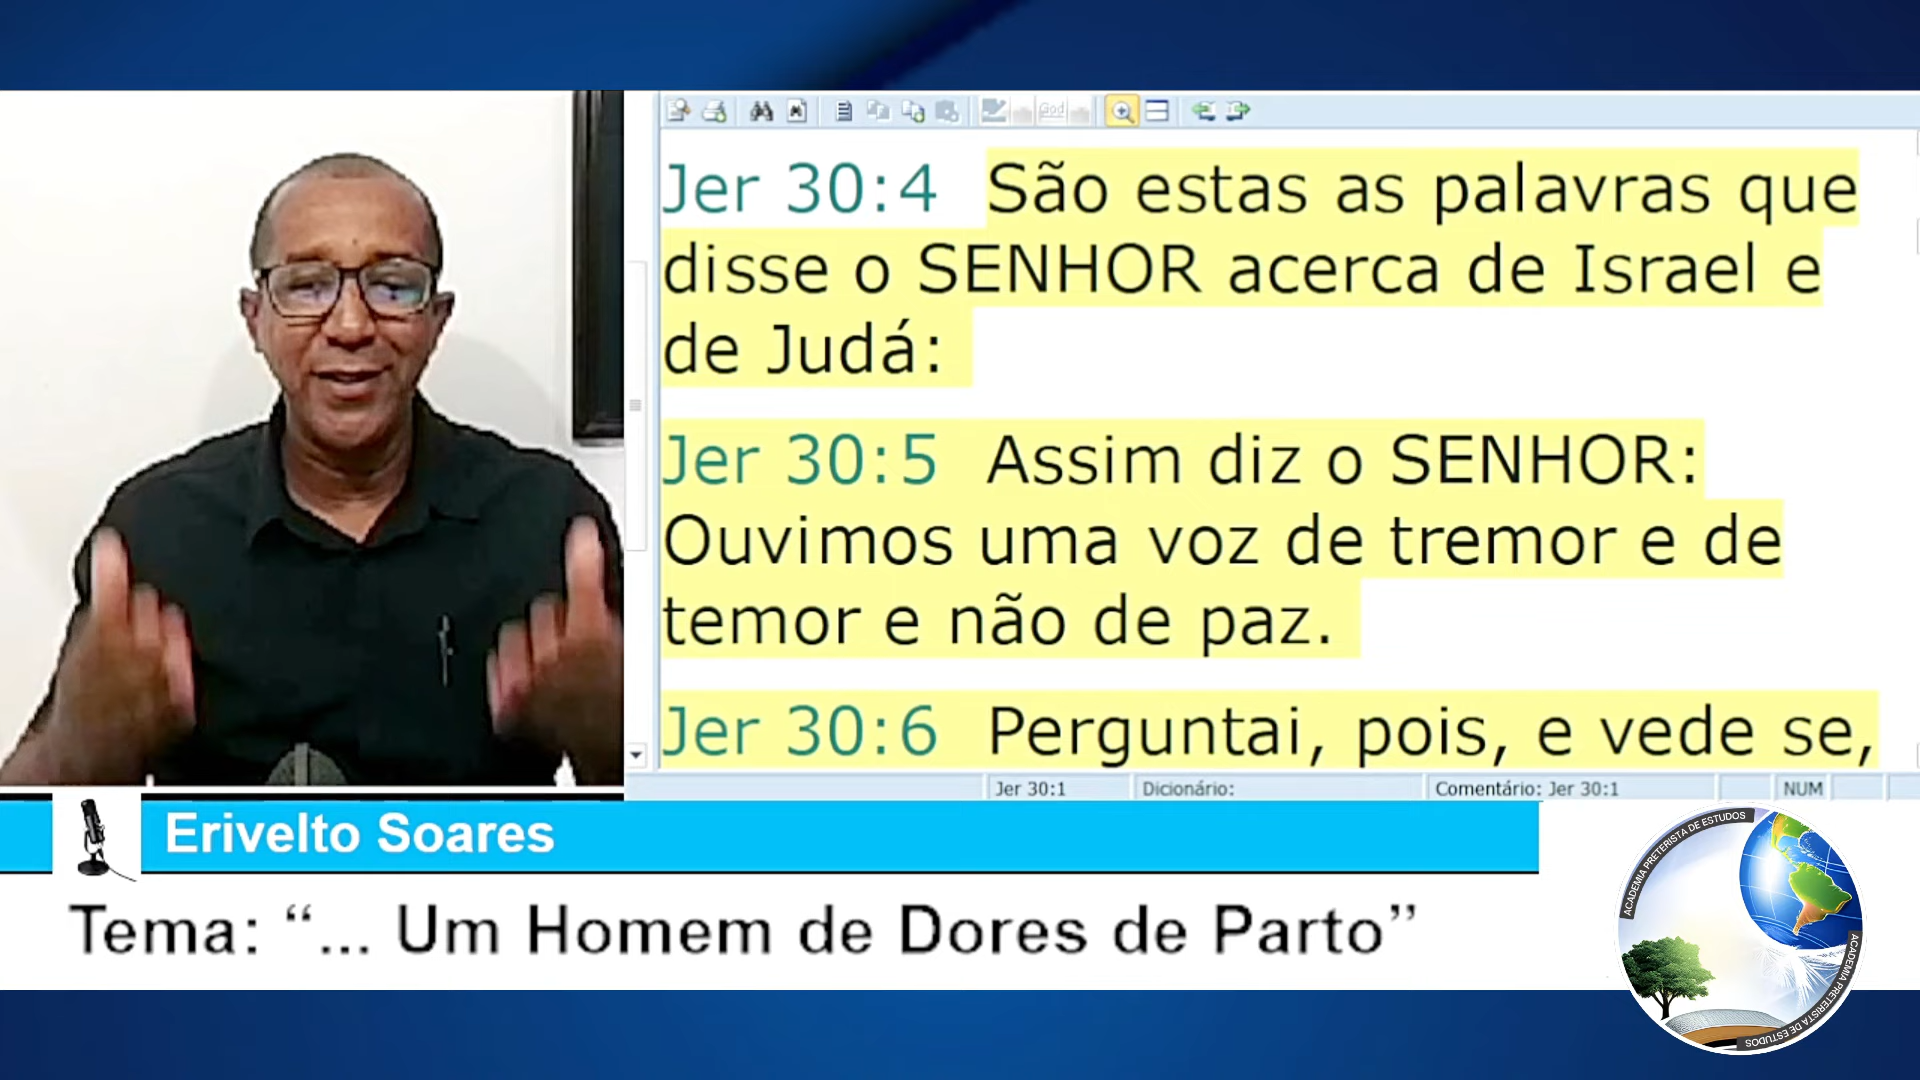 God
Jer 30:4 São estas as palavras que
disse o SENHOR acerca de Israel e
de Judá:
Jer 30:5 Assim diz o SENHOR:
Ouvimos uma voz de tremor e de
temor e não de paz.
Jer 30:6 Perguntai, pois, e vede se,
Jer 30:1
Dicionário:
Comentário: Jer 30:1
NUM
Erivelto Soares
Tema: “... Um Homem de Dores de Parto”
ACADEMIA PRETERISTA DE ESTUDOS
ACADEMIA PRETERISTA DE ESTUDOS